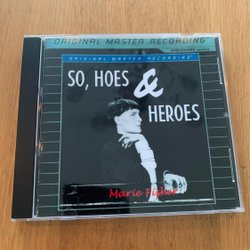 ORIGINAL MASTER RECORDING
ORIGINAL MASTER RECORDING
SO, HOES &
HEROES
Marie Fisker